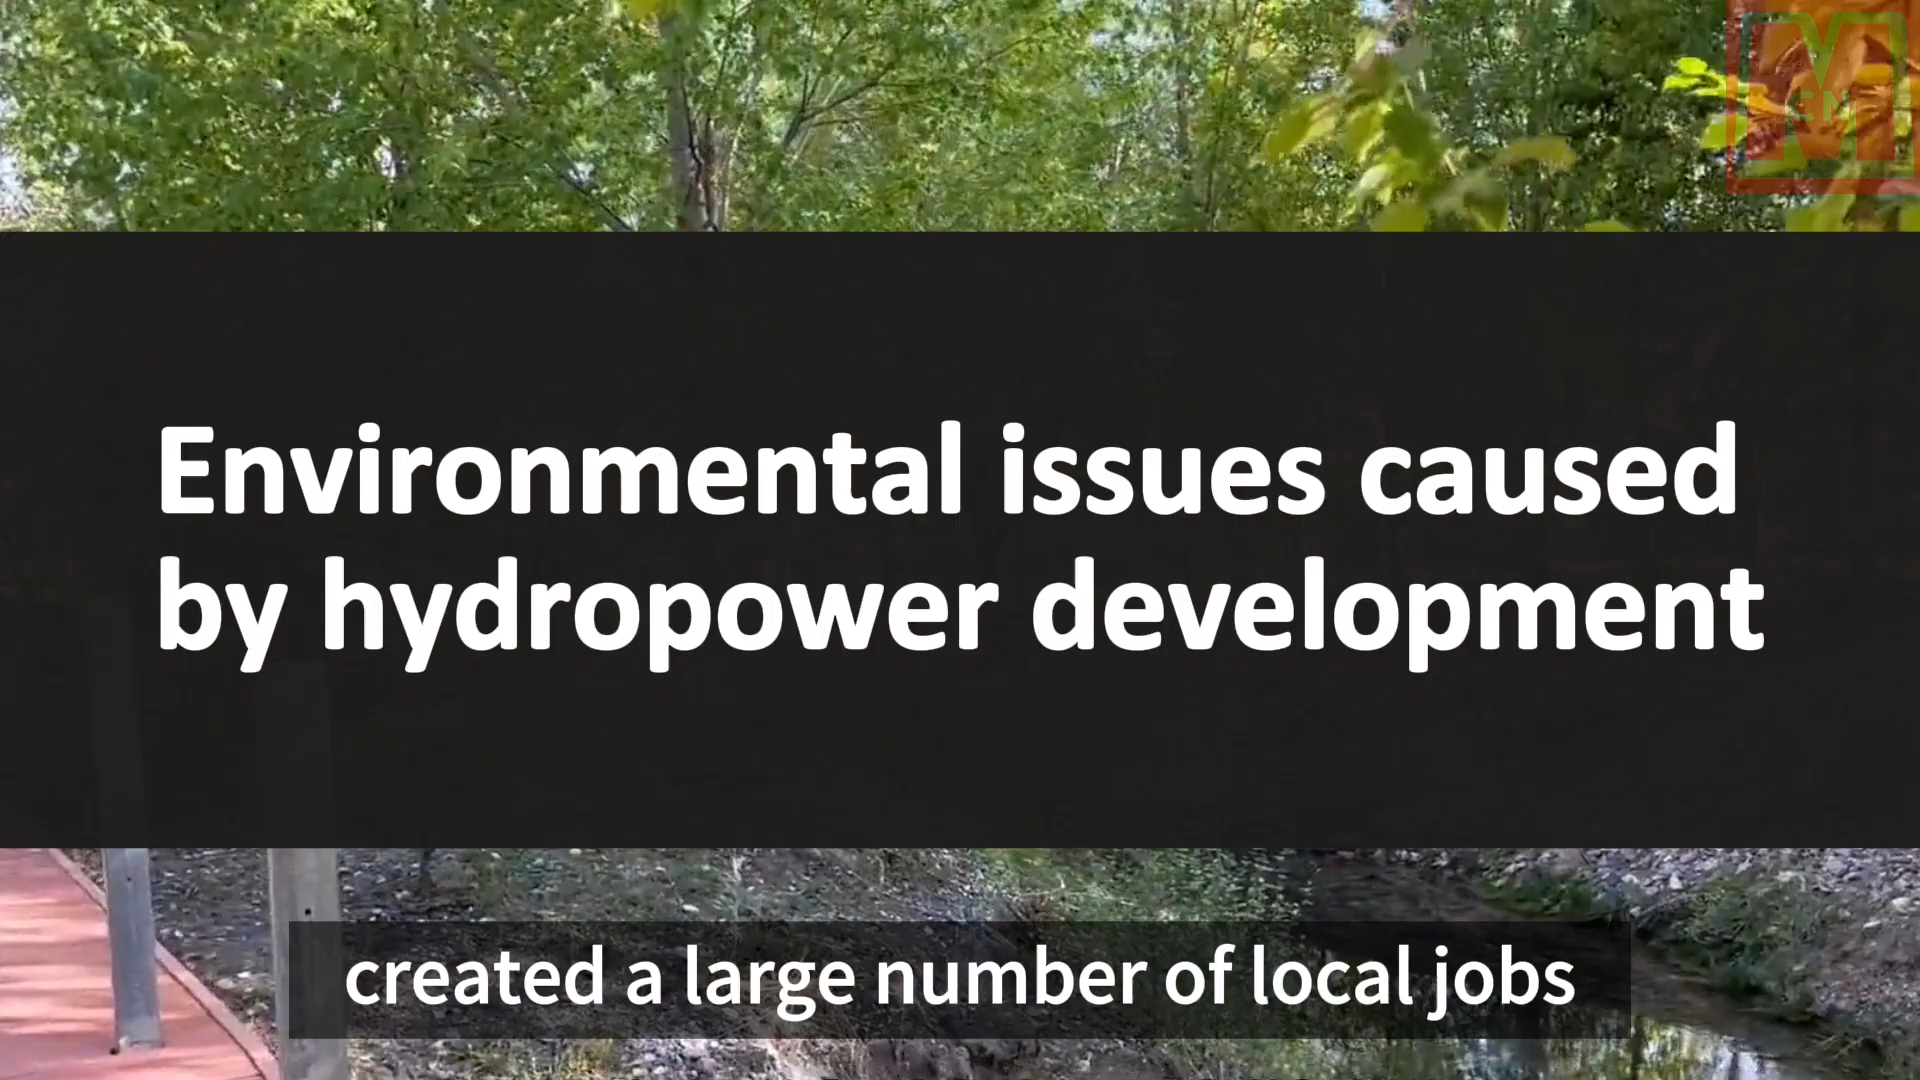 Environmental issues caused
by hydropower development
created a large number of local jobs